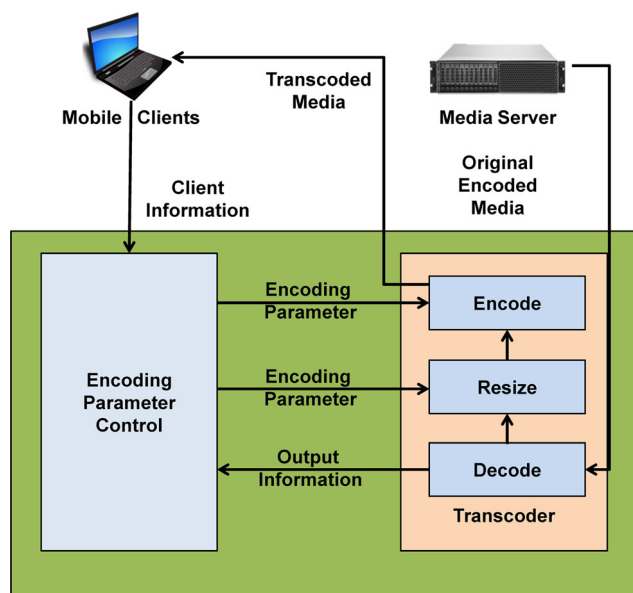 Transcoded
Media
Mobile Clients
Media Server
Client
Information
Original
Encoded
Media
Encoding
Parameter
Encode
Encoding
Parameter
Control
Encoding
Parameter
Resize
Output
Information
Decode
Transcoder